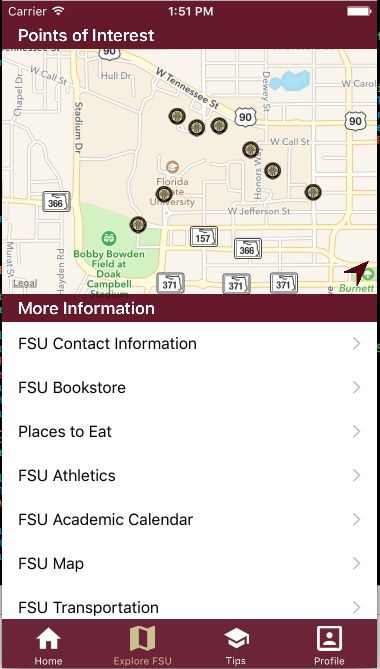 Carrier 1:51 PM
Points of Interest
Tennessee St
W Call St
Hull Dr
W Tennessee St
Dewey St
Chapel Dr
Stadium Dr
90
90
90
W Call St
Florida
State
University
Honors Way
366
W Jefferson St
157
366
Bobby Bowden
Field at
Doak
Campbell
Stadium
Mural St
Hayden Rd
371
371
371
Legal
Burnett
More Information
FSU Contact Information
FSU Bookstore
Places to Eat
FSU Athletics
FSU Academic Calendar
FSU Map
FSU Transportation
Home Explore FSU Tips Profile